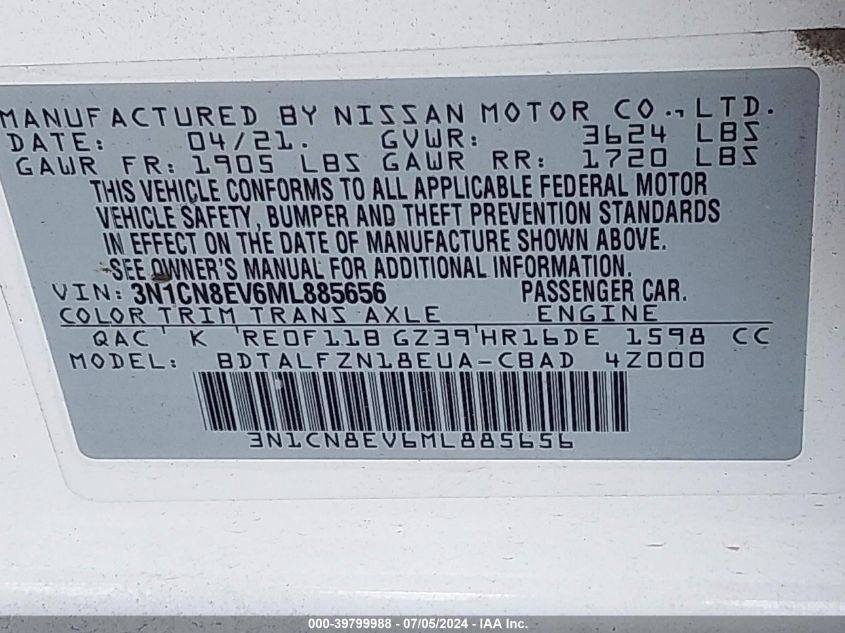 MANUFACTURED BY NISSAN MOTOR CO., LTD.
DATE: 04/21. GVWR: 3624 LBS
GAWR FR: 1905 LBS GAWR RR: 1720 LBS
THIS VEHICLE CONFORMS TO ALL APPLICABLE FEDERAL MOTOR
VEHICLE SAFETY, BUMPER AND THEFT PREVENTION STANDARDS
IN EFFECT ON THE DATE OF MANUFACTURE SHOWN ABOVE.
SEE OWNER'S MANUAL FOR ADDITIONAL INFORMATION.
VIN: 3N1CN8EV6ML885656 PASSENGER CAR.
COLOR TRIM TRANS AXLE ENGINE
QAC K RE0F11B GZ39 HR16DE 1598 CC
MODEL: BDTALFZN18EUA-CBAD 4Z000
3N1CN8EV6ML885656
000-39799988 - 07/05/2024 - IAA Inc.